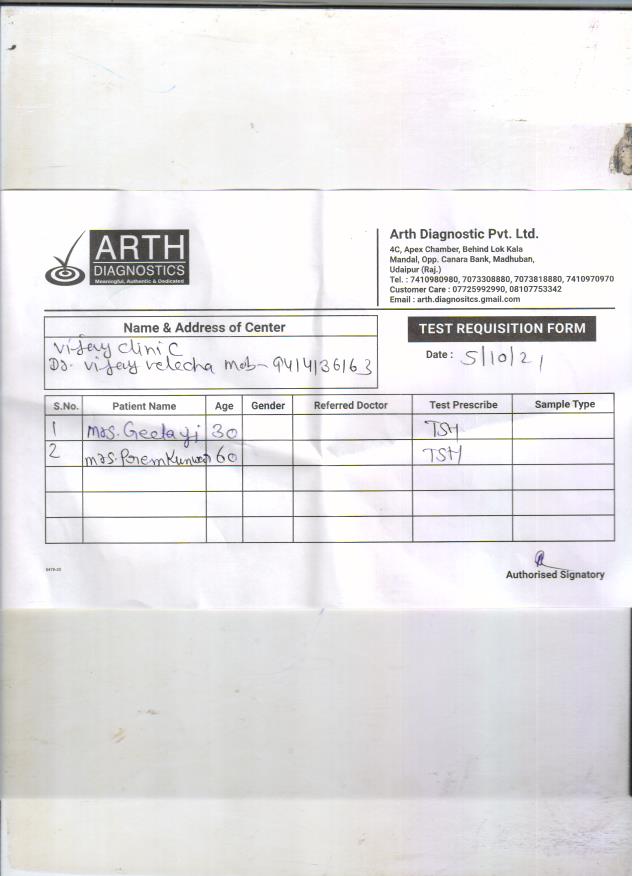 ARTH
DIAGNOSTICS
Meaningful, Authentic & Dedicated
Arth Diagnostic Pvt. Ltd.
4C, Apex Chamber, Behind Lok Kala
Mandal, Opp. Canara Bank, Madhuban,
Udaipur (Raj.)
Tel. : 7410980980, 7073308880, 7073818880, 7410970970
Customer Care : 07725992990, 08107753342
Email : arth.diagnositcs.gmail.com
Name & Address of Center
Vijay clinic
Dr. vijay velecha mob- 9414136163
TEST REQUISITION FORM
Date : 5/10/21
S.No. Patient Name Age Gender Referred Doctor Test Prescribe Sample Type
1 mrs. Geetaji 30 TSH
2 mrs. PremKunwar 60 TSH
Authorised Signatory